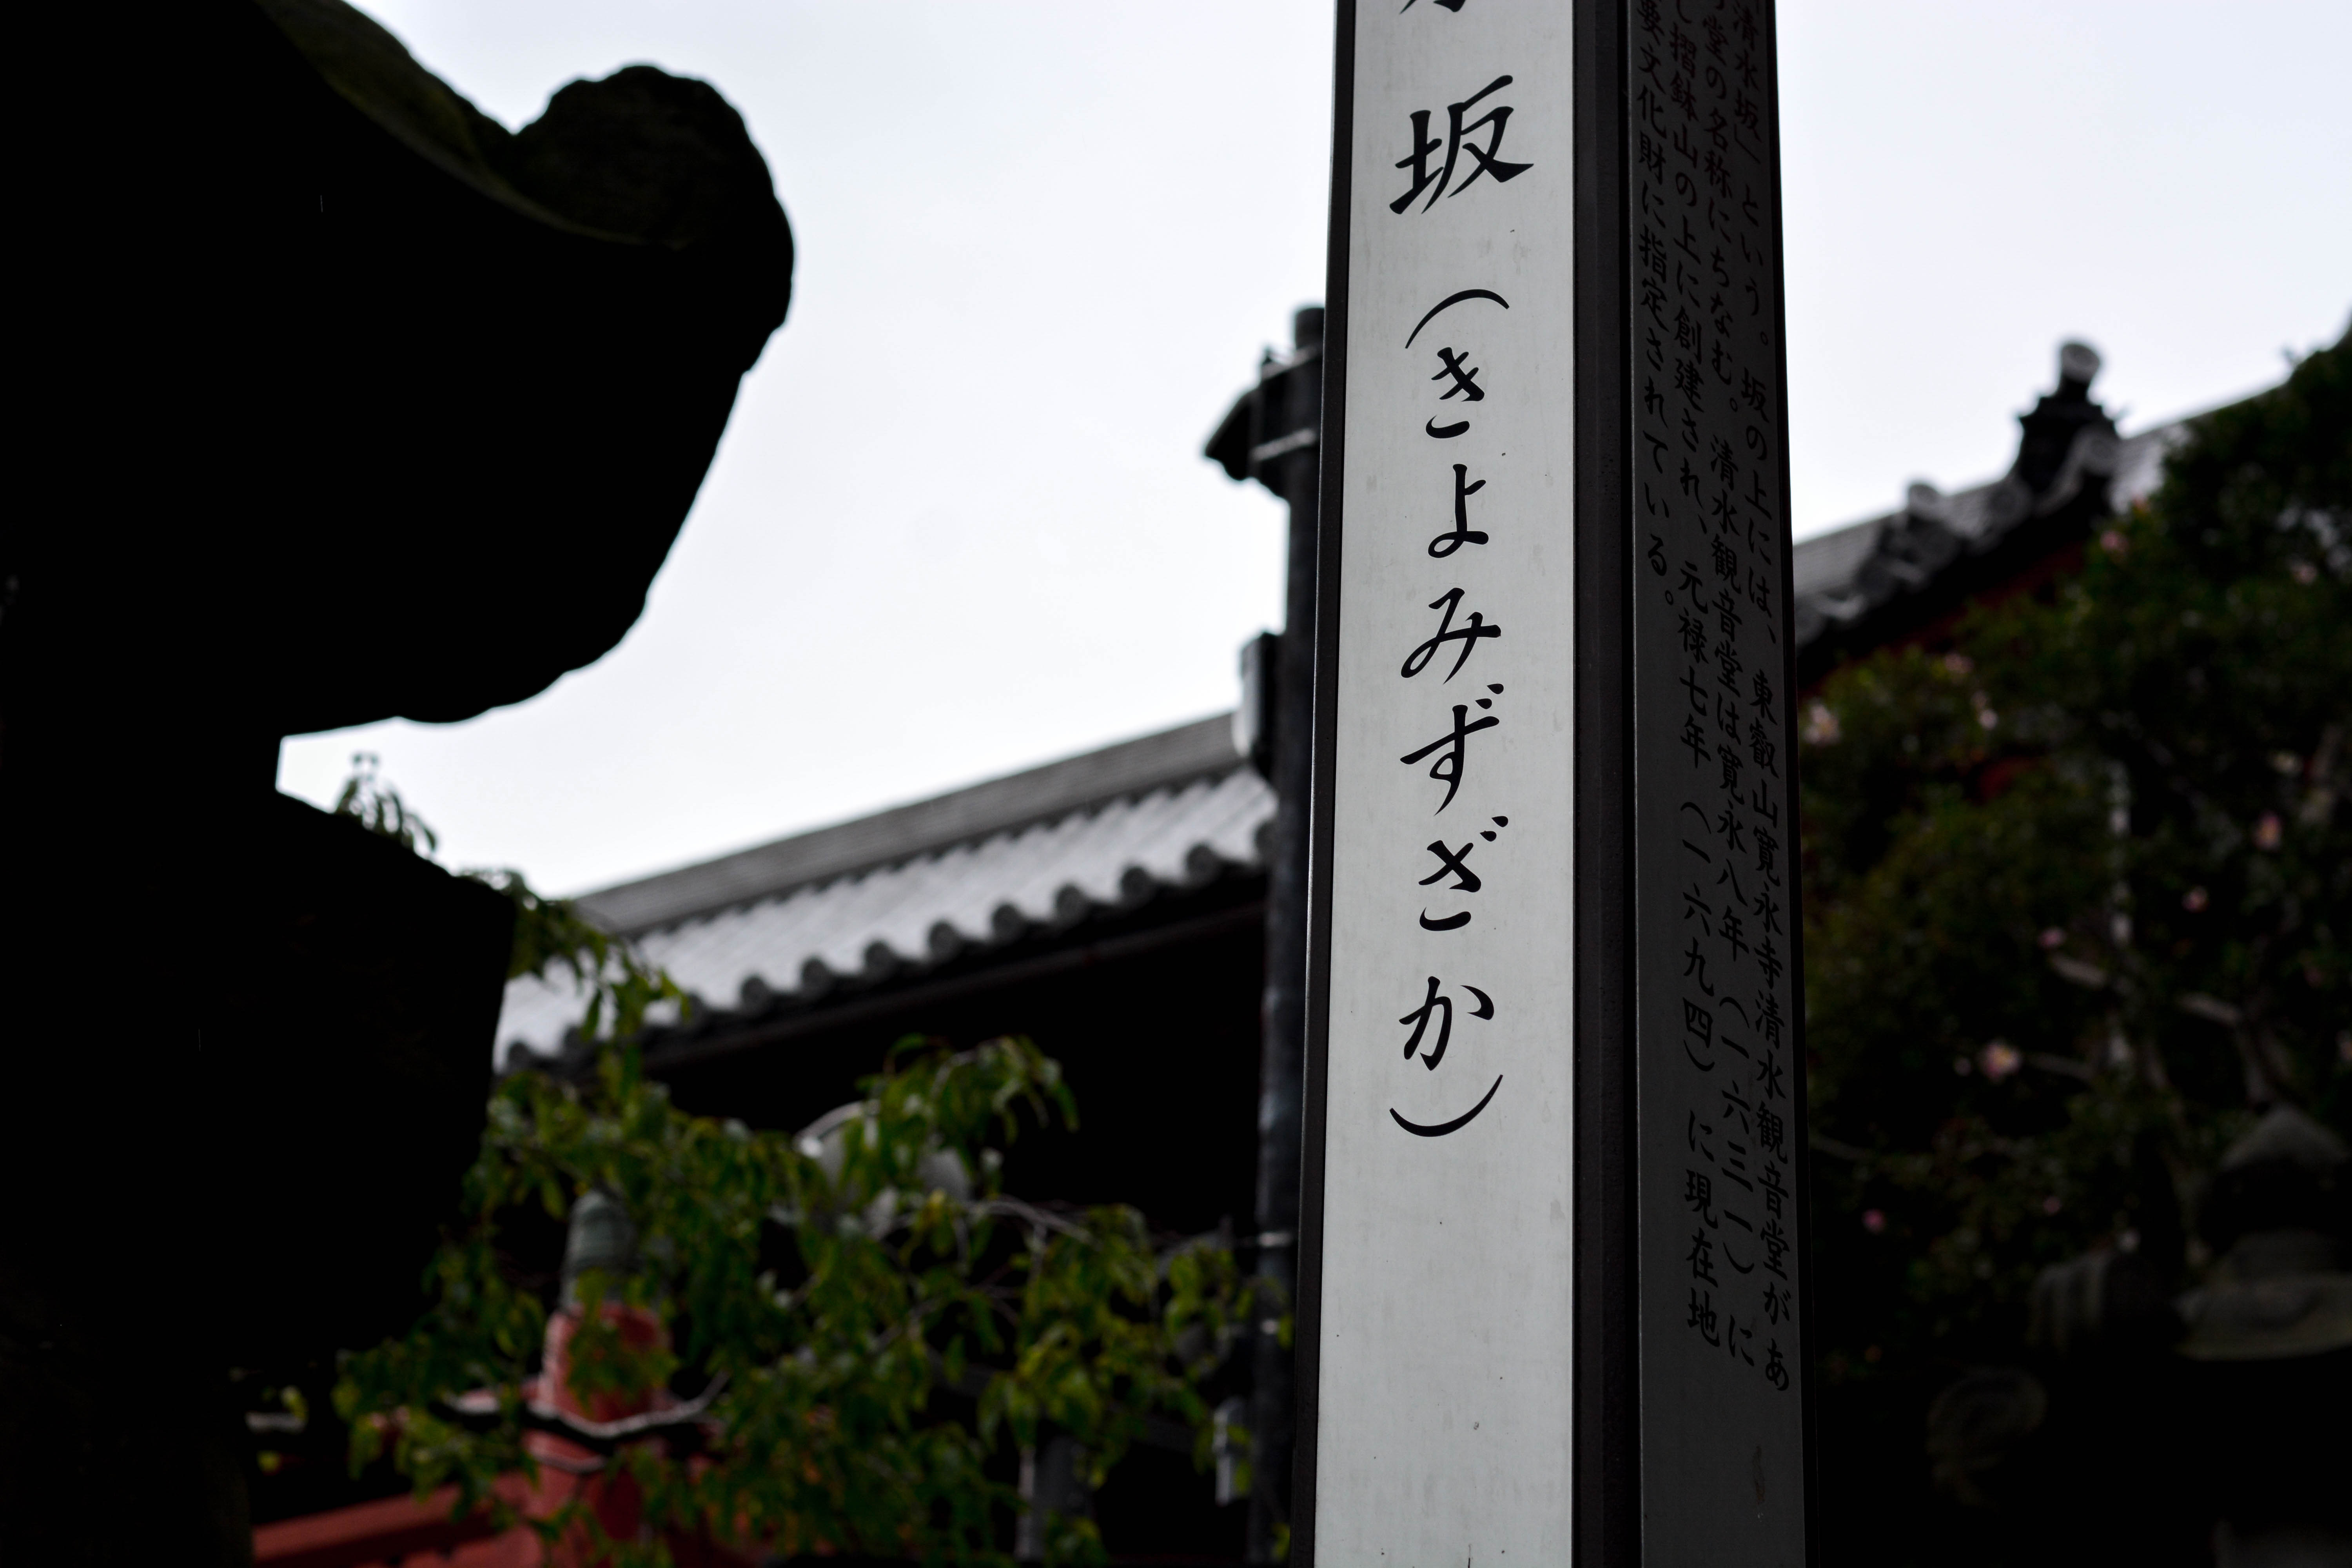 坂(きよみずざか)
清水坂」という。坂の上には、東叡山寛永寺清水観音堂があ
堂の名称にちなむ。清水観音堂は寛永八年(一六三一)に
摺鉢山の上に創建され、元禄七年(一六九四)に現在地
要文化財に指定されている。